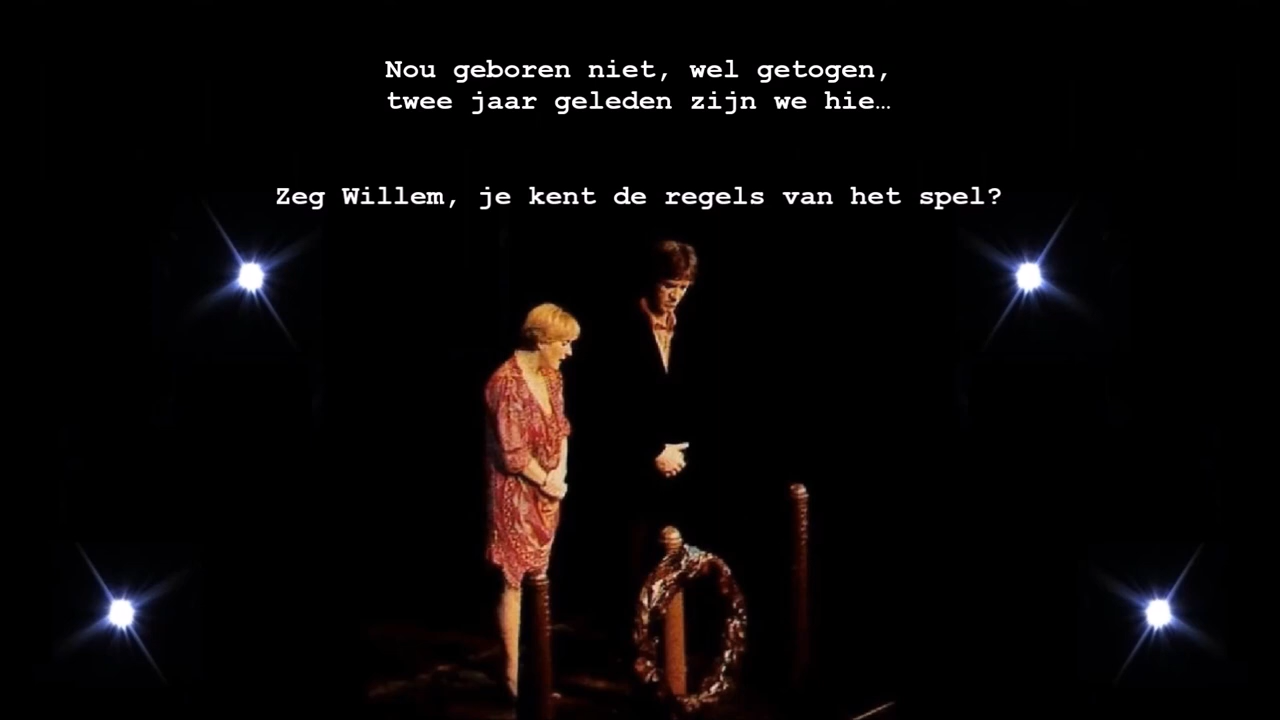 Nou geboren niet, wel getogen,
twee jaar geleden zijn we hie…
Zeg Willem, je kent de regels van het spel?